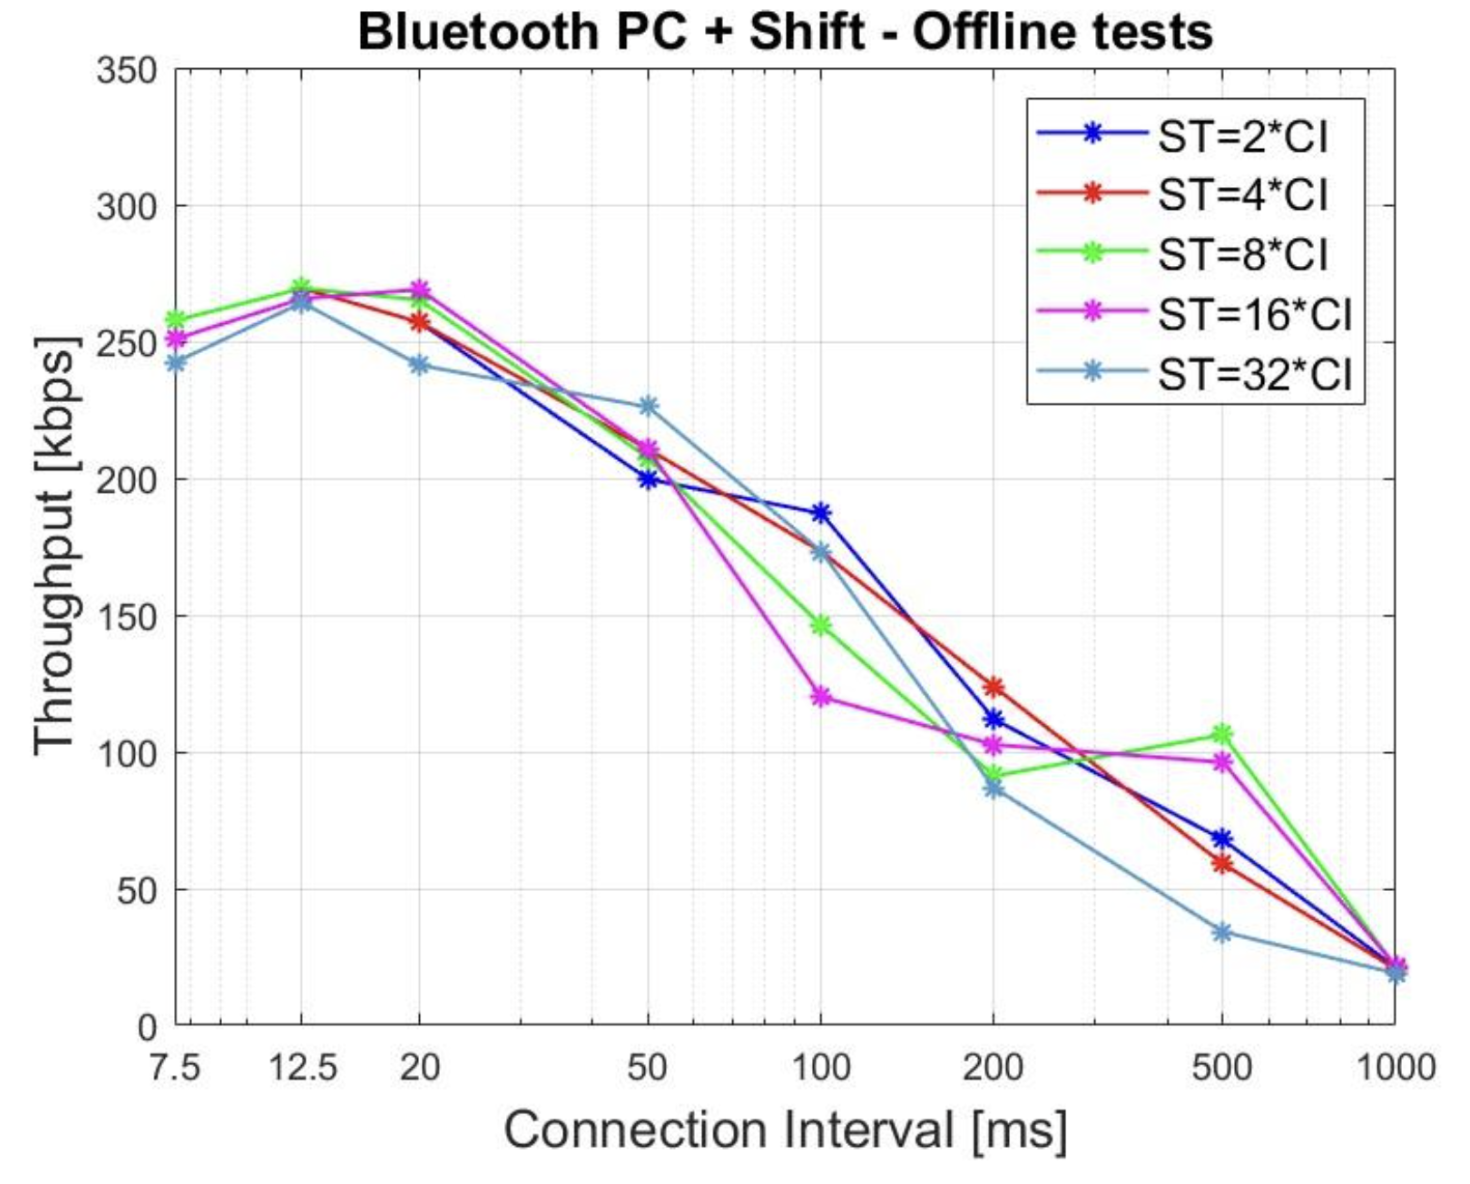 Bluetooth PC + Shift - Offline tests
350
300
250
200
150
100
50
0
Throughput [kbps]
ST=2*CI
ST=4*CI
ST=8*CI
ST=16*CI
ST=32*CI
7.5 12.5 20 50 100 200 500 1000
Connection Interval [ms]